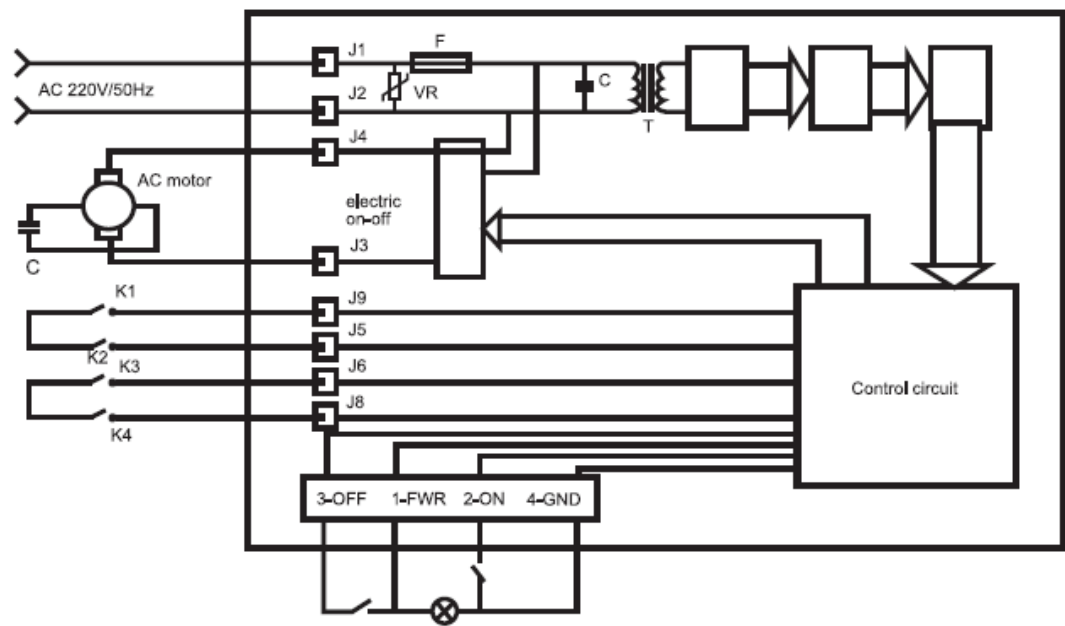 J1
F
AC 220V/50Hz
J2
VR
C
T
J4
AC motor
electric
on-off
J3
C
K1
J9
J5
K2
K3
J6
Control circuit
J8
K4
3-OFF 1-FWR 2-ON 4-GND